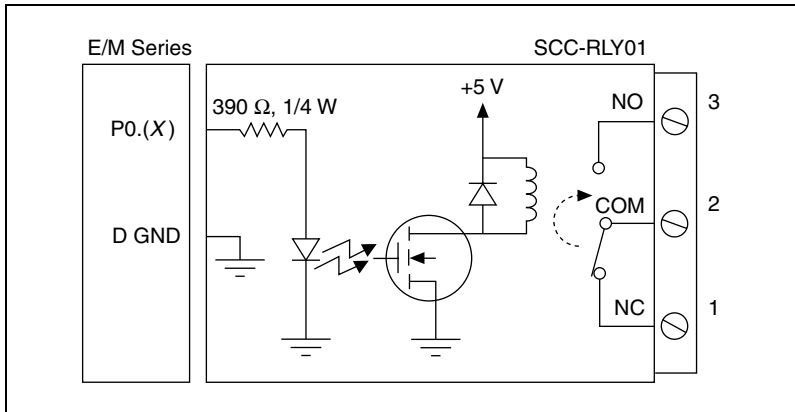 E/M Series
SCC-RLY01
+5 V
390 Ω, 1/4 W
NO
3
P0.(X)
COM
2
D GND
NC
1